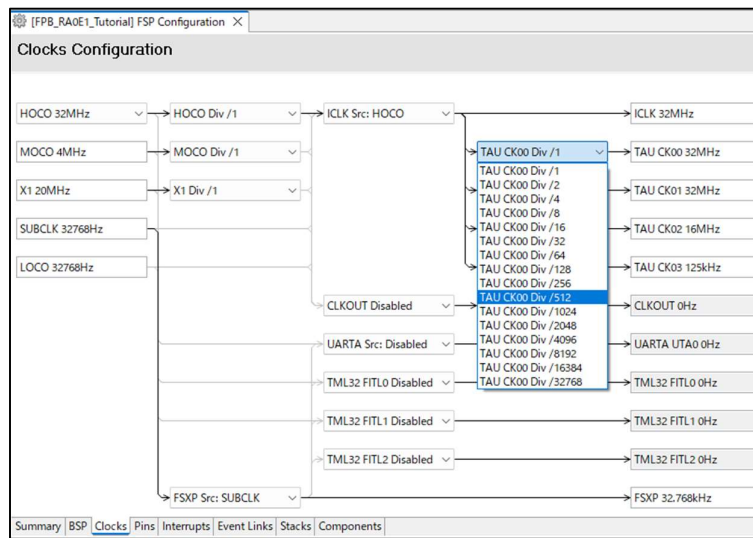 [FPB_RA0E1_Tutorial] FSP Configuration
Clocks Configuration
HOCO 32MHz
HOCO Div /1
ICLK Src: HOCO
ICLK 32MHz
MOCO 4MHz
MOCO Div /1
TAU CK00 Div /1
TAU CK00 32MHz
X1 20MHz
X1 Div /1
TAU CK01 32MHz
SUBCLK 32768Hz
TAU CK02 16MHz
LOCO 32768Hz
TAU CK03 125kHz
TAU CK00 Div /1
TAU CK00 Div /2
TAU CK00 Div /4
TAU CK00 Div /8
TAU CK00 Div /16
TAU CK00 Div /32
TAU CK00 Div /64
TAU CK00 Div /128
TAU CK00 Div /256
TAU CK00 Div /512
TAU CK00 Div /1024
TAU CK00 Div /2048
TAU CK00 Div /4096
TAU CK00 Div /8192
TAU CK00 Div /16384
TAU CK00 Div /32768
CLKOUT Disabled
CLKOUT 0Hz
UARTA Src: Disabled
UARTA UTA0 0Hz
TML32 FITL0 Disabled
TML32 FITL0 0Hz
TML32 FITL1 Disabled
TML32 FITL1 0Hz
TML32 FITL2 Disabled
TML32 FITL2 0Hz
FSXP Src: SUBCLK
FSXP 32.768kHz
Summary BSP Clocks Pins Interrupts Event Links Stacks Components